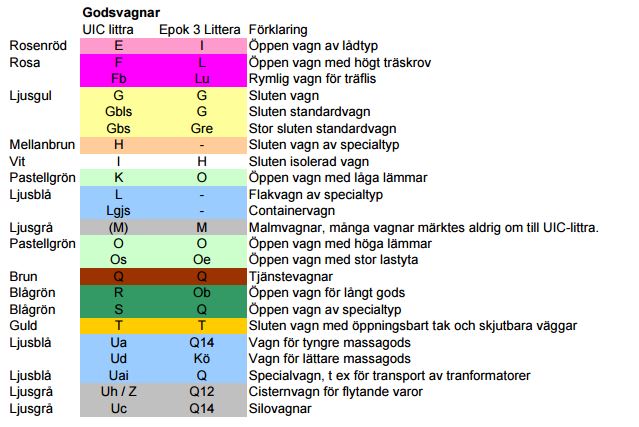 Godsvagnar
UIC littra Epok 3 Littera Förklaring
Rosenröd E I Öppen vagn av lådtyp
Rosa F L Öppen vagn med högt träskrov
Fb Lu Rymlig vagn för träflis
Ljusgul G G Sluten vagn
Gbls G Sluten standardvagn
Gbs Gre Stor sluten standardvagn
Mellanbrun H - Sluten vagn av specialtyp
Vit I H Sluten isolerad vagn
Pastellgrön K O Öppen vagn med låga lämmar
Ljusblå L - Flakvagn av specialtyp
Lgjs - Containervagn
Ljusgrå (M) M Malmvagnar, många vagnar märktes aldrig om till UIC-littra.
Pastellgrön O O Öppen vagn med höga lämmar
Os Oe Öppen vagn med stor lastyta
Brun Q Q Tjänstevagnar
Blågrön R Ob Öppen vagn för långt gods
Blågrön S Q Öppen vagn av specialtyp
Guld T T Sluten vagn med öppningsbart tak och skjutbara väggar
Ljusblå Ua Q14 Vagn för tyngre massagods
Ud Kö Vagn för lättare massagods
Ljusblå Uai Q Specialvagn, t ex för transport av tranformatorer
Ljusgrå Uh / Z Q12 Cisternvagn för flytande varor
Ljusgrå Uc Q14 Silovagnar